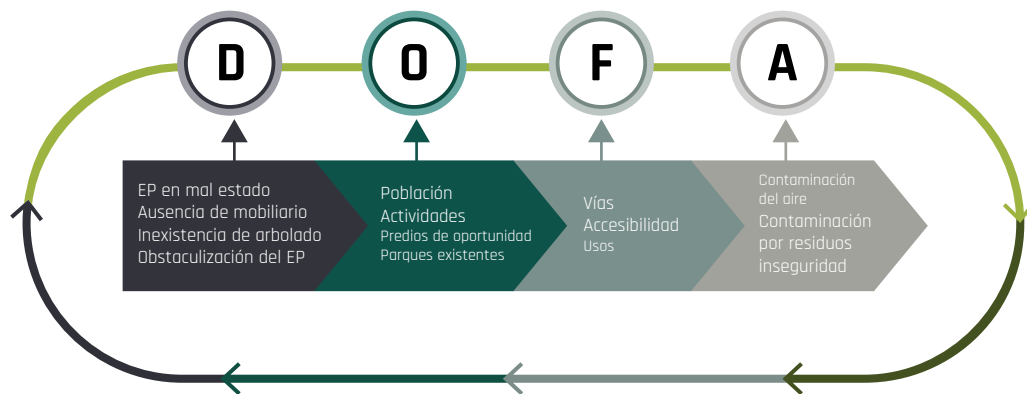 D
O
F
A
EP en mal estado
Ausencia de mobiliario
Inexistencia de arbolado
Obstaculización del EP
Población
Actividades
Predios de oportunidad
Parques existentes
Vías
Accesibilidad
Usos
Contaminación
del aire
Contaminación
por residuos
inseguridad